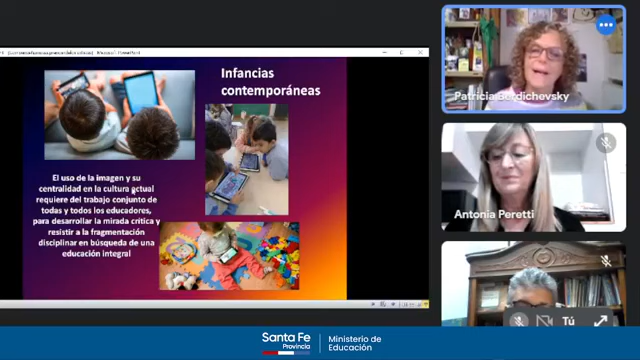 Infancias
contemporáneas
El uso de la imagen y su
centralidad en la cultura actual
requiere del trabajo conjunto de
todas y todos los educadores,
para desarrollar la mirada crítica y
resistir a la fragmentación
disciplinar en búsqueda de una
educación integral
Patricia Berdichevsky
Antonia Peretti
Tú
Santa Fe
Provincia
Ministerio de
Educación